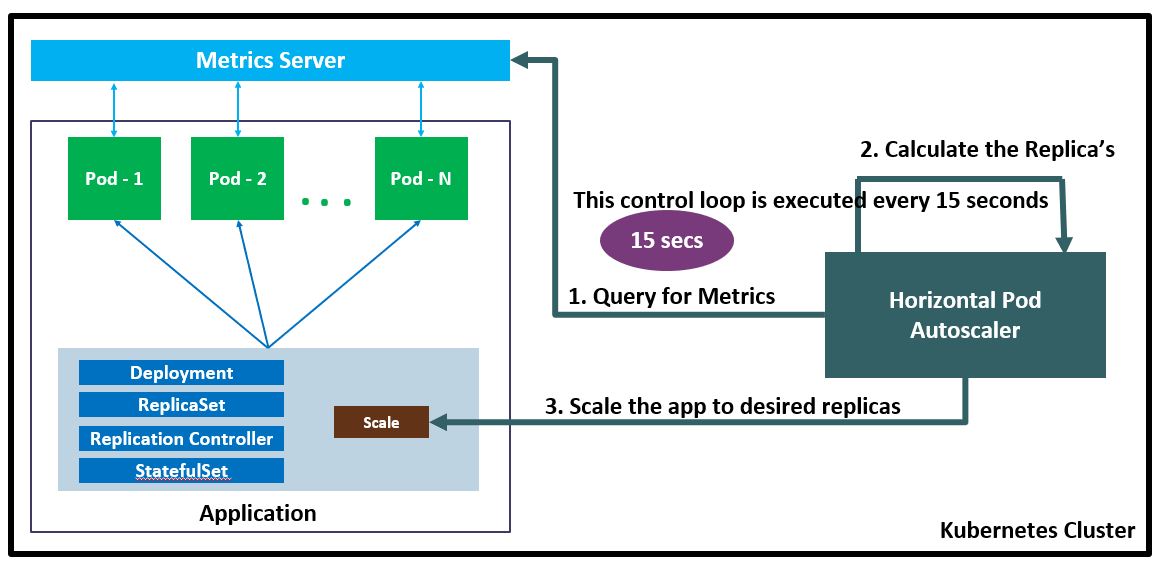 Metrics Server
Pod - 1
Pod - 2
. . .
Pod - N
2. Calculate the Replica's
This control loop is executed every 15 seconds
15 secs
1. Query for Metrics
Horizontal Pod
Autoscaler
Deployment
ReplicaSet
Replication Controller
StatefulSet
Scale
3. Scale the app to desired replicas
Application
Kubernetes Cluster